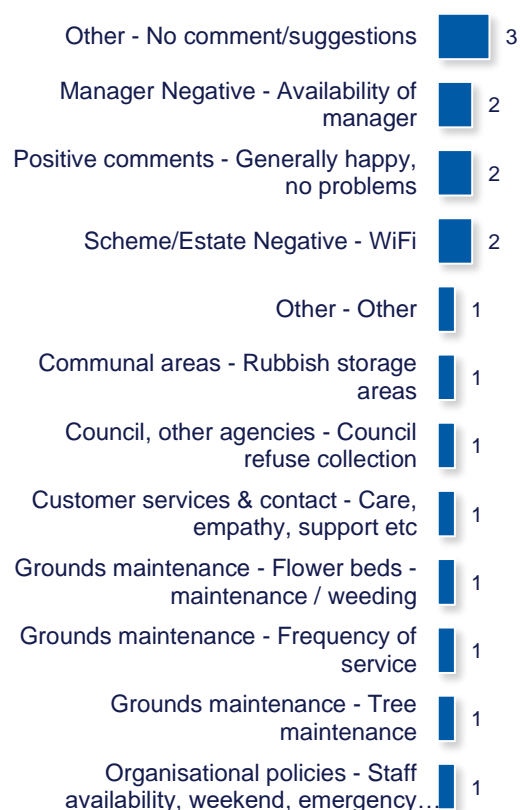 Other - No comment/suggestions 3
Manager Negative - Availability of
manager 2
Positive comments - Generally happy,
no problems 2
Scheme/Estate Negative - WiFi 2
Other - Other 1
Communal areas - Rubbish storage
areas 1
Council, other agencies - Council
refuse collection 1
Customer services & contact - Care,
empathy, support etc 1
Grounds maintenance - Flower beds -
maintenance / weeding 1
Grounds maintenance - Frequency of
service 1
Grounds maintenance - Tree
maintenance 1
Organisational policies - Staff
availability, weekend, emergency… 1